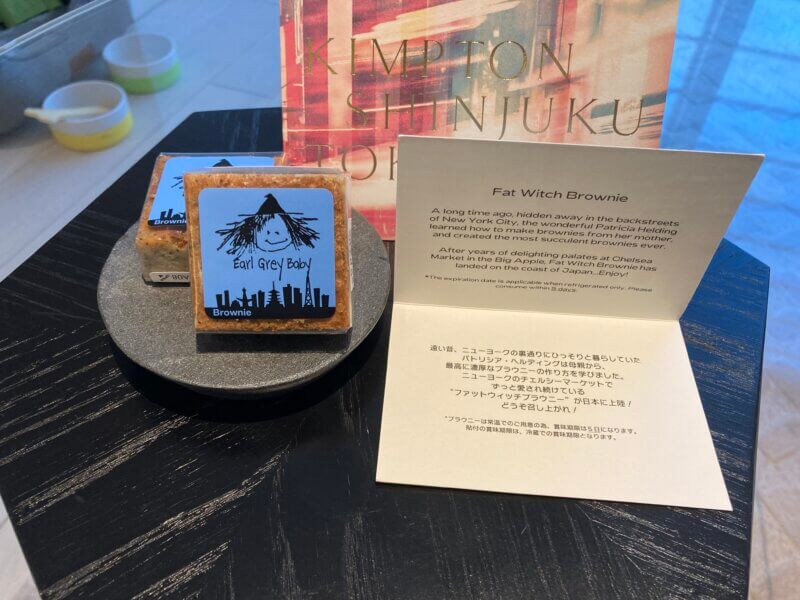 KIMPTON
SHINJUKU
Brownie
Earl Grey Baby
Brownie
Fat Witch Brownie
A long time ago, hidden away in the backstreets
of New York City, the wonderful Patricia Helding
learned how to make brownies from her mother,
and created the most succulent brownies ever.
After years of delighting palates at Chelsea
Market in the Big Apple, Fat Witch Brownie has
landed on the coast of Japan...Enjoy!
*The expiration date is applicable when refrigerated only. Please
consume within 5 days.
遠い昔、ニューヨークの裏通りにひっそりと暮らしていた
パトリシア・ヘルディングは母親から、
最高に濃厚なブラウニーの作り方を学びました。
ニューヨークのチェルシーマーケットで
ずっと愛され続けている
"ファットウィッチブラウニー" が日本に上陸！
どうぞ召し上がれ！
*ブラウニーは常温でのご用意の為、賞味期限は5日になります。
貼付の賞味期限は、冷蔵での賞味期限となります。